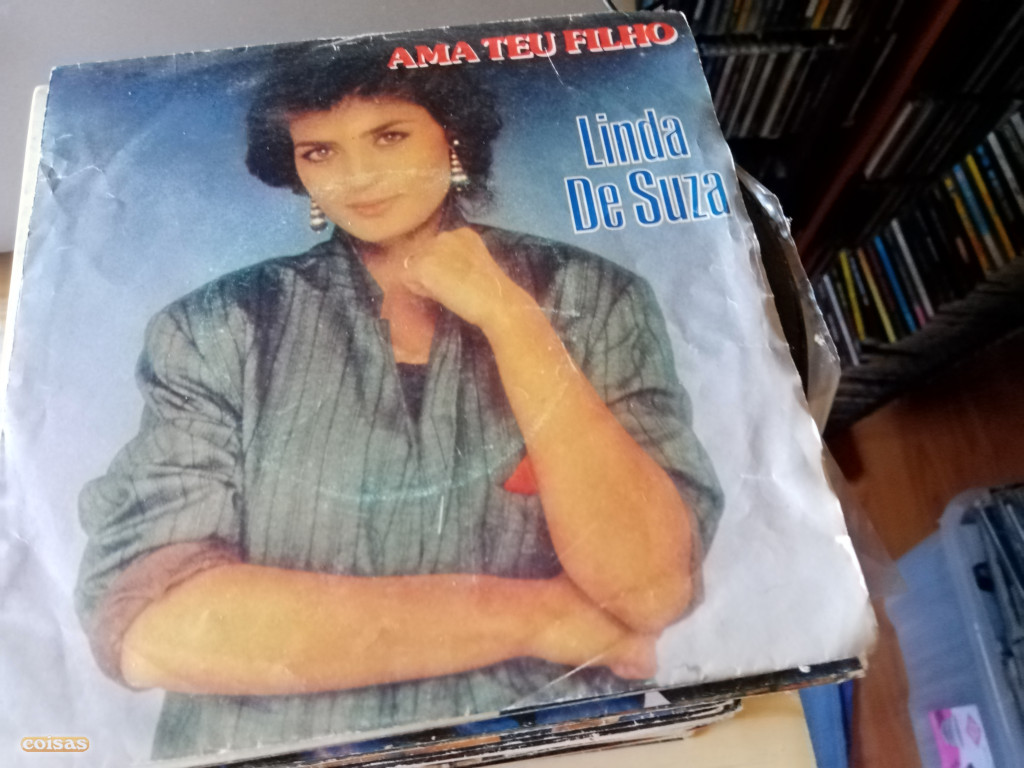 AMA TEU FILHO
Linda
De Suza
coisas